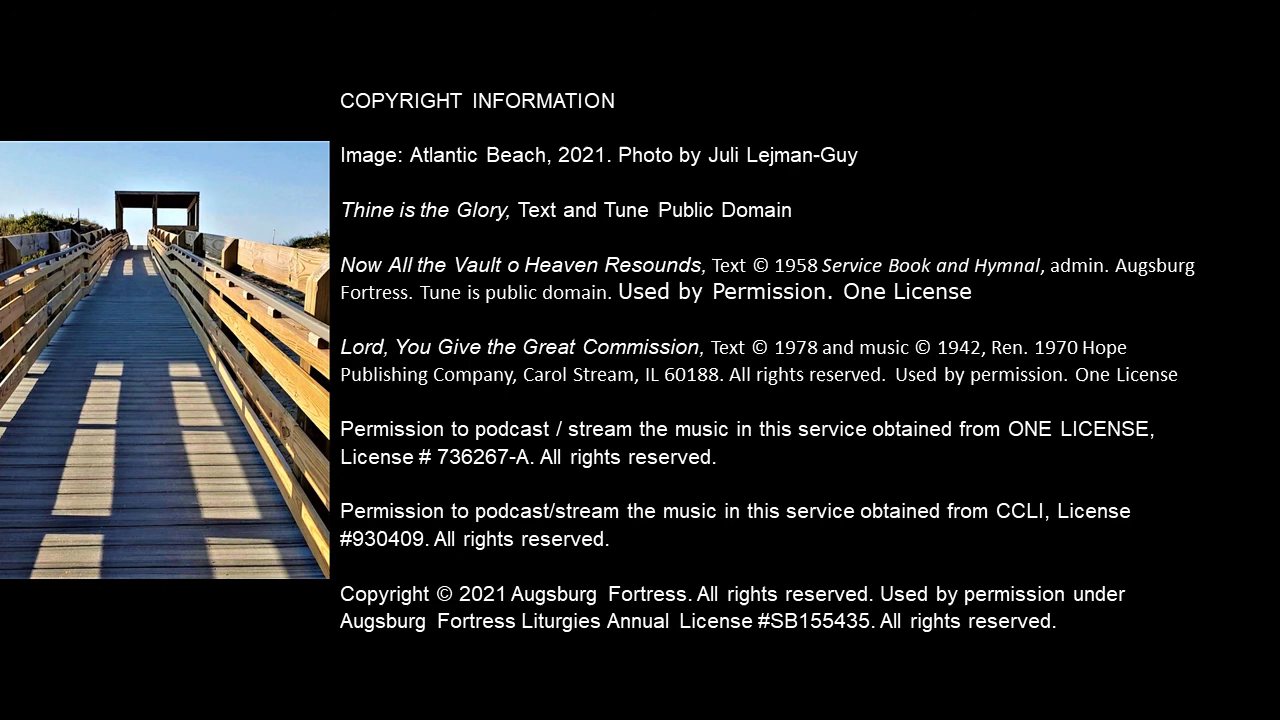 COPYRIGHT INFORMATION
Image: Atlantic Beach, 2021. Photo by Juli Lejman-Guy
Thine is the Glory, Text and Tune Public Domain
Now All the Vault o Heaven Resounds, Text © 1958 Service Book and Hymnal, admin. Augsburg
Fortress. Tune is public domain. Used by Permission. One License
Lord, You Give the Great Commission, Text © 1978 and music © 1942, Ren. 1970 Hope
Publishing Company, Carol Stream, IL 60188. All rights reserved. Used by permission. One License
Permission to podcast / stream the music in this service obtained from ONE LICENSE,
License # 736267-A. All rights reserved.
Permission to podcast/stream the music in this service obtained from CCLI, License
#930409. All rights reserved.
Copyright © 2021 Augsburg Fortress. All rights reserved. Used by permission under
Augsburg Fortress Liturgies Annual License #SB155435. All rights reserved.